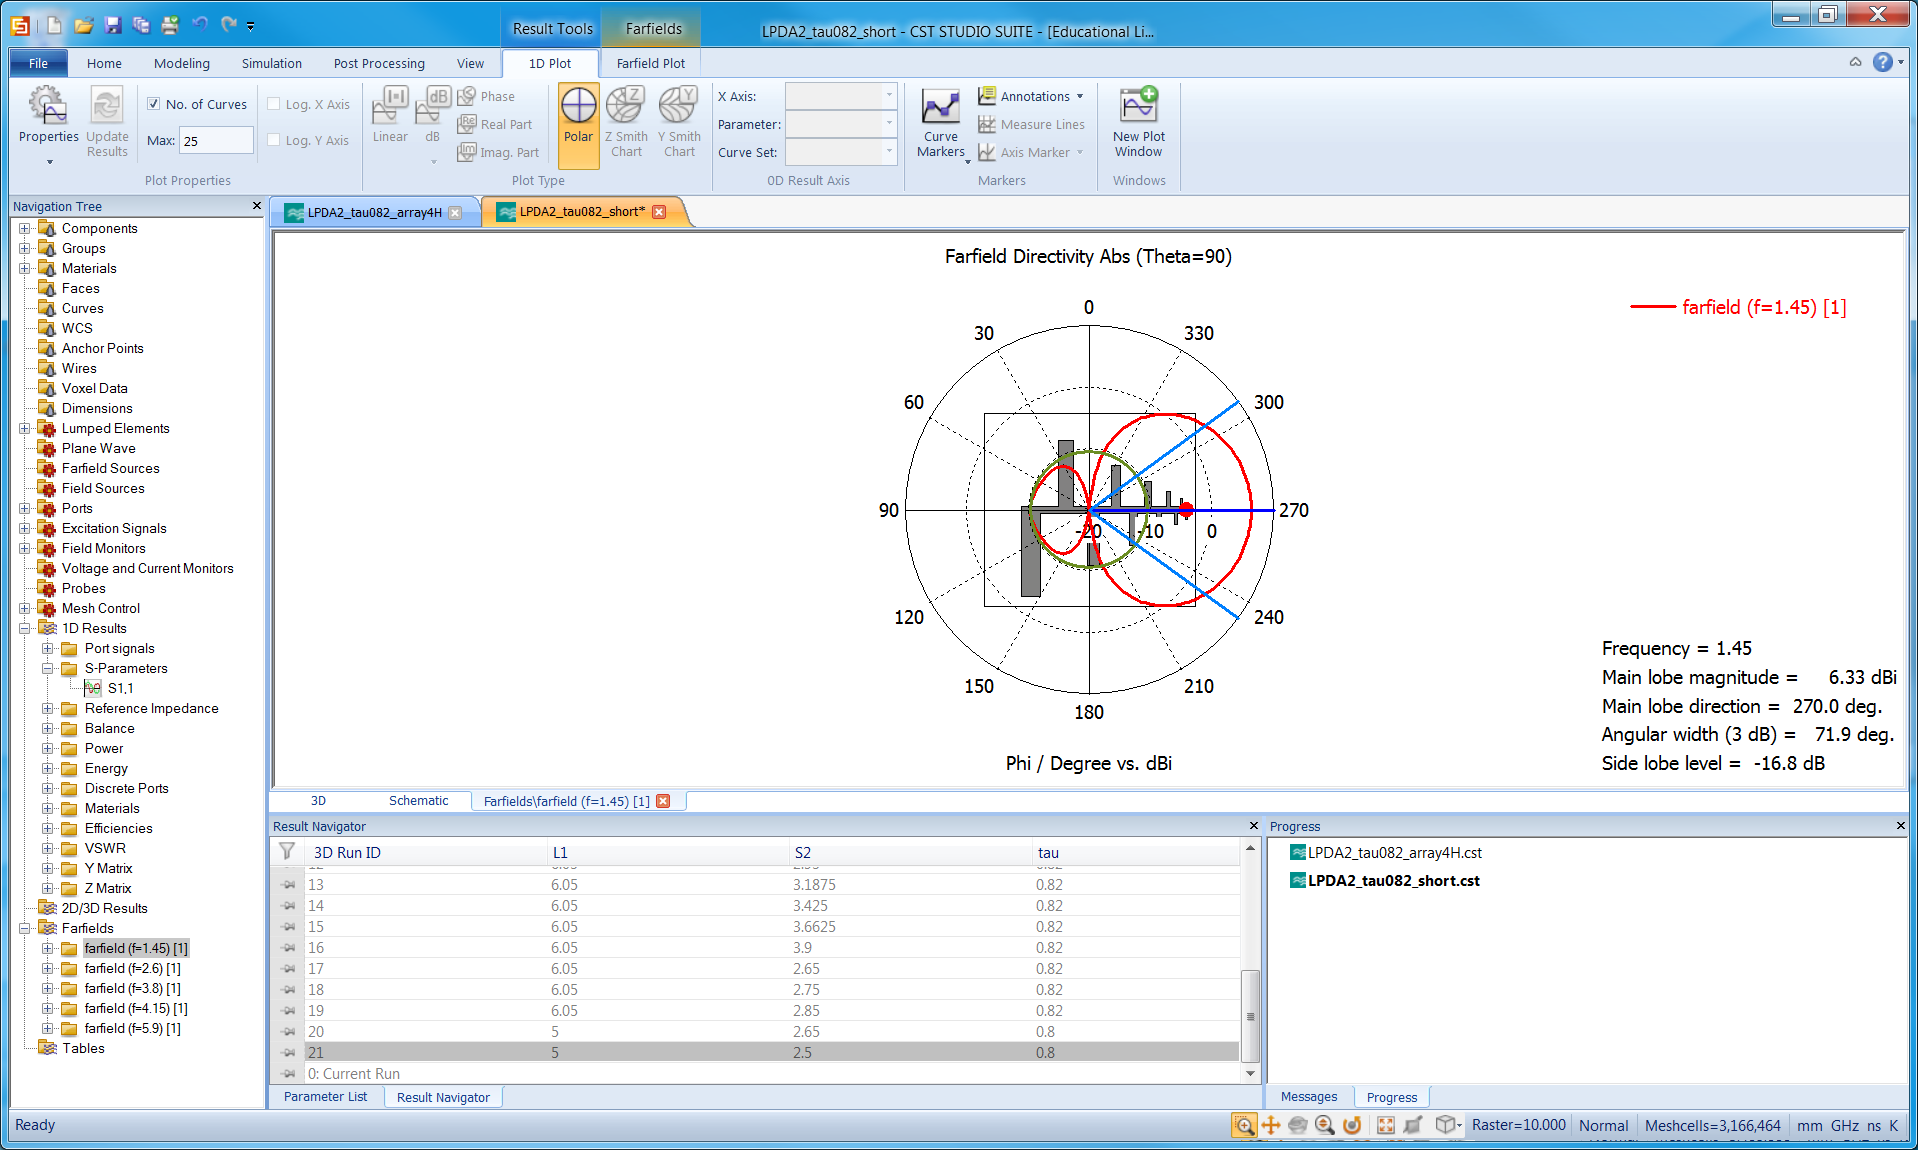 Result Tools
Farfields
LPDA2_tau082_short - CST STUDIO SUITE - [Educational Li...
File
Home
Modeling
Simulation
Post Processing
View
1D Plot
Farfield Plot
Properties
Update Results
No. of Curves
Max: 25
Log. X Axis
Log. Y Axis
Plot Properties
Linear
dB
Phase
Real Part
Imag. Part
Polar
Z Smith Chart
Y Smith Chart
Plot Type
X Axis:
Parameter:
Curve Set:
0D Result Axis
Curve Markers
Annotations
Measure Lines
Axis Marker
Markers
New Plot Window
Windows
Navigation Tree
Components
Groups
Materials
Faces
Curves
WCS
Anchor Points
Wires
Voxel Data
Dimensions
Lumped Elements
Plane Wave
Farfield Sources
Field Sources
Ports
Excitation Signals
Field Monitors
Voltage and Current Monitors
Probes
Mesh Control
1D Results
Port signals
S-Parameters
S1,1
Reference Impedance
Balance
Power
Energy
Discrete Ports
Materials
Efficiencies
VSWR
Y Matrix
Z Matrix
2D/3D Results
Farfields
farfield (f=1.45) [1]
farfield (f=2.6) [1]
farfield (f=3.8) [1]
farfield (f=4.15) [1]
farfield (f=5.9) [1]
Tables
LPDA2_tau082_array4H
LPDA2_tau082_short*
Farfield Directivity Abs (Theta=90)
farfield (f=1.45) [1]
0
30
330
60
300
90
270
-20
-10
0
120
240
150
210
180
Phi / Degree vs. dBi
Frequency = 1.45
Main lobe magnitude = 6.33 dBi
Main lobe direction = 270.0 deg.
Angular width (3 dB) = 71.9 deg.
Side lobe level = -16.8 dB
3D
Schematic
Farfields\farfield (f=1.45) [1]
Result Navigator
3D Run ID L1 S2 tau
13 6.05 3.1875 0.82
14 6.05 3.425 0.82
15 6.05 3.6625 0.82
16 6.05 3.9 0.82
17 6.05 2.65 0.82
18 6.05 2.75 0.82
19 6.05 2.85 0.82
20 5 2.65 0.8
21 5 2.5 0.8
0: Current Run
Parameter List
Result Navigator
Progress
LPDA2_tau082_array4H.cst
LPDA2_tau082_short.cst
Messages
Progress
Ready
Raster=10.000
Normal
Meshcells=3,166,464
mm GHz ns K